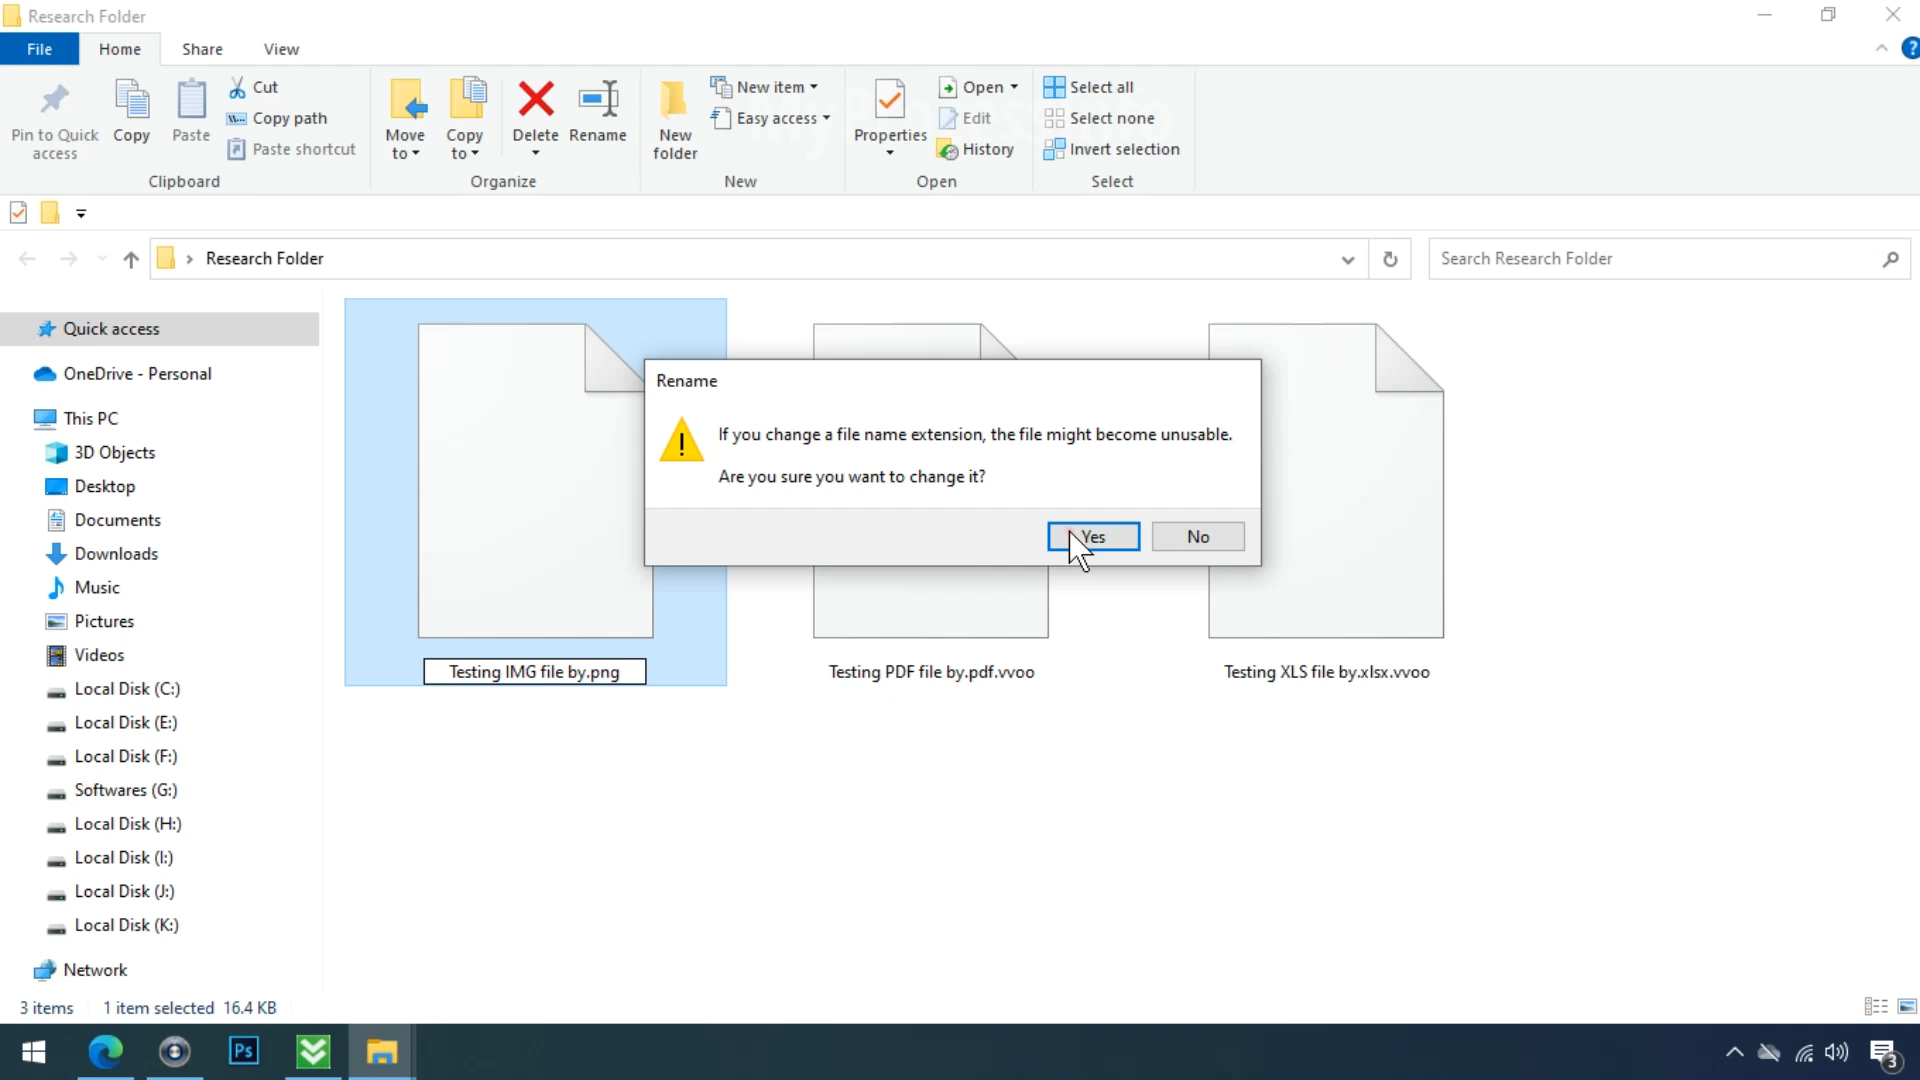 Research Folder
File
Home
Share
View
Pin to Quick access
Copy
Paste
Cut
Copy path
Paste shortcut
Clipboard
Move to
Copy to
Delete
Rename
Organize
New folder
New item
Easy access
New
Properties
Open
Edit
History
Open
Select all
Select none
Invert selection
Select
Research Folder
Search Research Folder
Quick access
OneDrive - Personal
This PC
3D Objects
Desktop
Documents
Downloads
Music
Pictures
Videos
Local Disk (C:)
Local Disk (E:)
Local Disk (F:)
Softwares (G:)
Local Disk (H:)
Local Disk (I:)
Local Disk (J:)
Local Disk (K:)
Network
Rename
If you change a file name extension, the file might become unusable.
Are you sure you want to change it?
Yes
No
Testing IMG file by.png
Testing PDF file by.pdf.vvoo
Testing XLS file by.xlsx.vvoo
3 items
1 item selected 16.4 KB
Ps
3